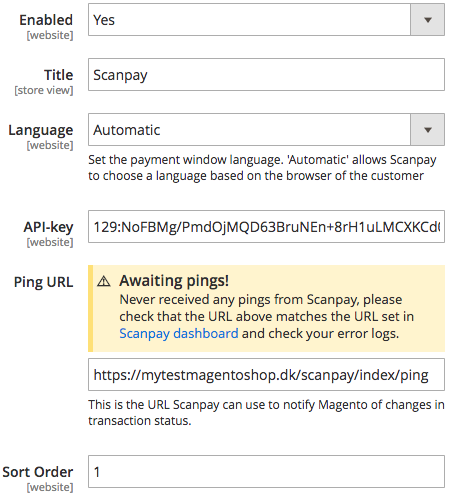 Enabled
[website]
Yes
Title
[store view]
Scanpay
Language
[website]
Automatic
Set the payment window language. 'Automatic' allows Scanpay
to choose a language based on the browser of the customer
API-key
[website]
129:NoFBMg/PmdOjMQD63BruNEn+8rH1uLMCXKCd
Ping URL
Awaiting pings!
Never received any pings from Scanpay, please
check that the URL above matches the URL set in
Scanpay dashboard and check your error logs.
https://mytestmagentoshop.dk/scanpay/index/ping
This is the URL Scanpay can use to notify Magento of changes in
transaction status.
Sort Order
[website]
1